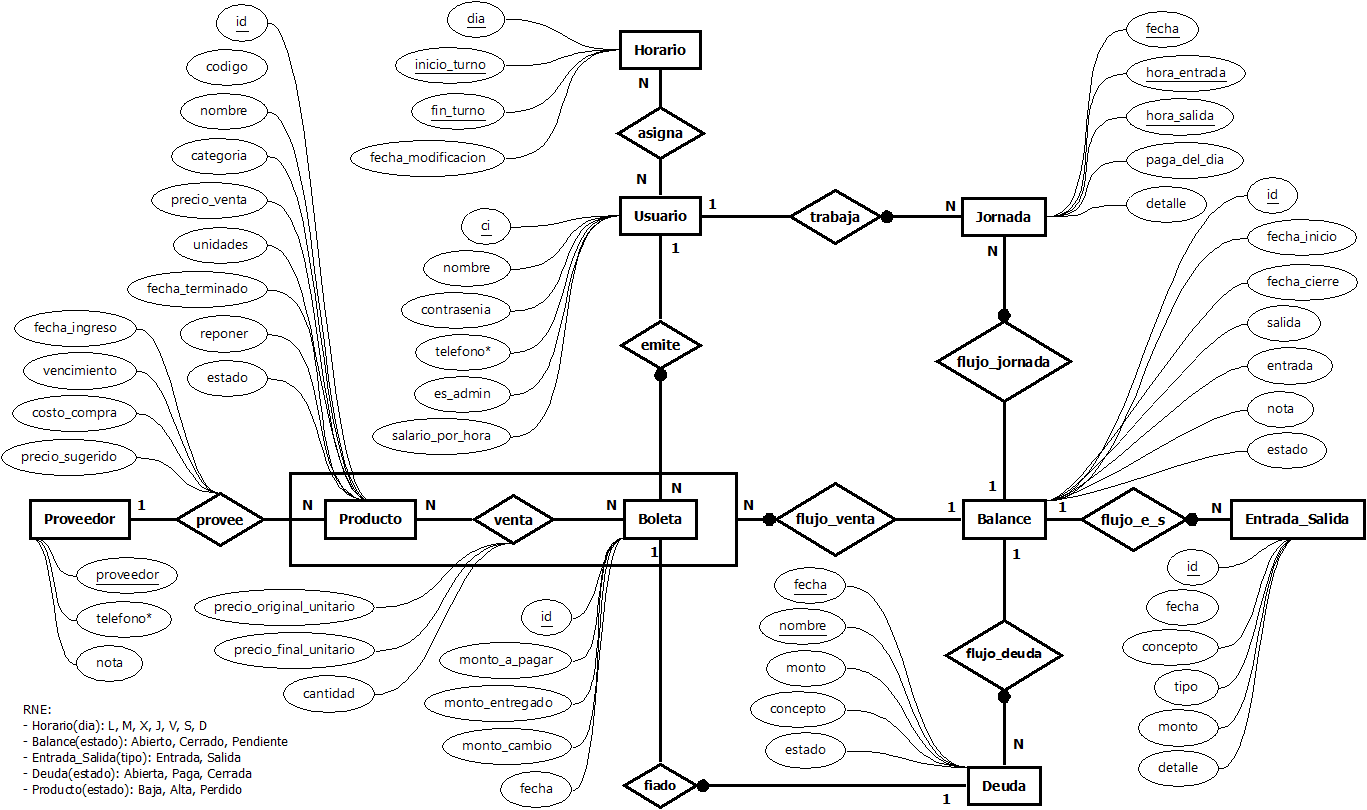 id
codigo
nombre
categoria
precio_venta
unidades
fecha_terminado
reponer
estado
dia
inicio_turno
fin_turno
fecha_modificacion
Horario
N
asigna
N
Usuario
1
1
trabaja
N
Jornada
N
fecha
hora_entrada
hora_salida
paga_del_dia
detalle
ci
nombre
contrasenia
telefono*
es_admin
salario_por_hora
emite
N
flujo_jornada
1
id
fecha_inicio
fecha_cierre
salida
entrada
nota
estado
fecha_ingreso
vencimiento
costo_compra
precio_sugerido
Proveedor
1
provee
N
Producto
N
venta
N
Boleta
1
N
flujo_venta
1
Balance
1
1
flujo_e_s
N
Entrada_Salida
proveedor
telefono*
nota
precio_original_unitario
precio_final_unitario
cantidad
id
monto_a_pagar
monto_entregado
monto_cambio
fecha
fecha
nombre
monto
concepto
estado
flujo_deuda
N
id
fecha
concepto
tipo
monto
detalle
fiado
1
Deuda
RNE:
- Horario(dia): L, M, X, J, V, S, D
- Balance(estado): Abierto, Cerrado, Pendiente
- Entrada_Salida(tipo): Entrada, Salida
- Deuda(estado): Abierta, Paga, Cerrada
- Producto(estado): Baja, Alta, Perdido